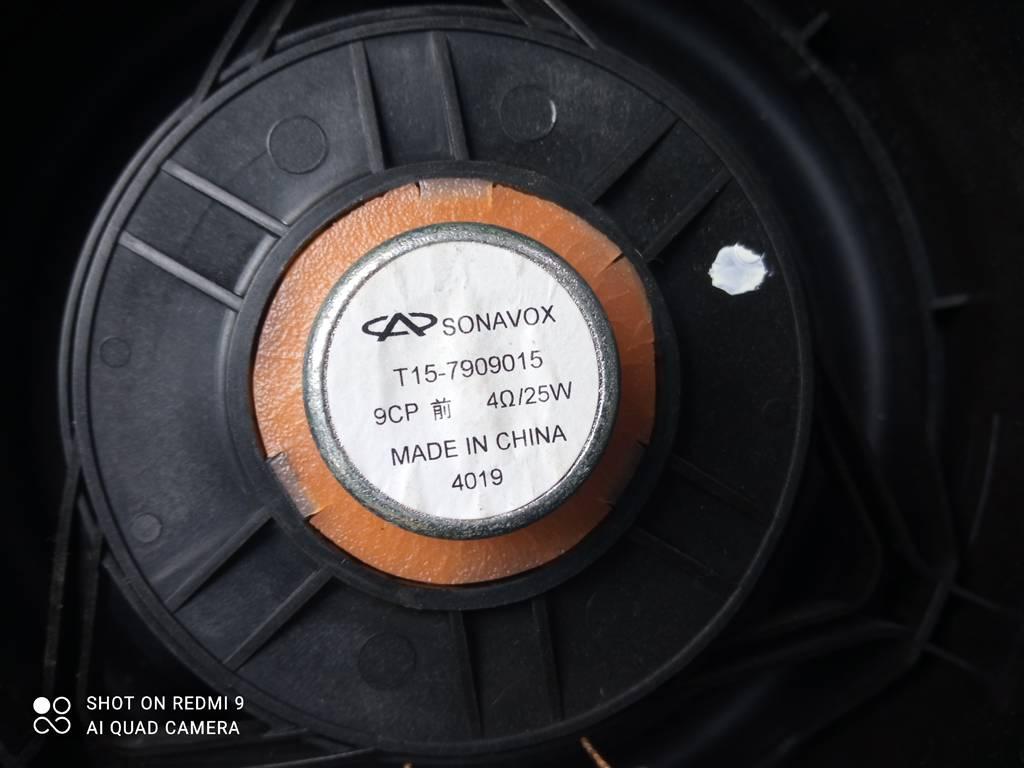 SONAVOX
T15-7909015
9CP 前 4Ω/25W
MADE IN CHINA
4019
SHOT ON REDMI 9
AI QUAD CAMERA